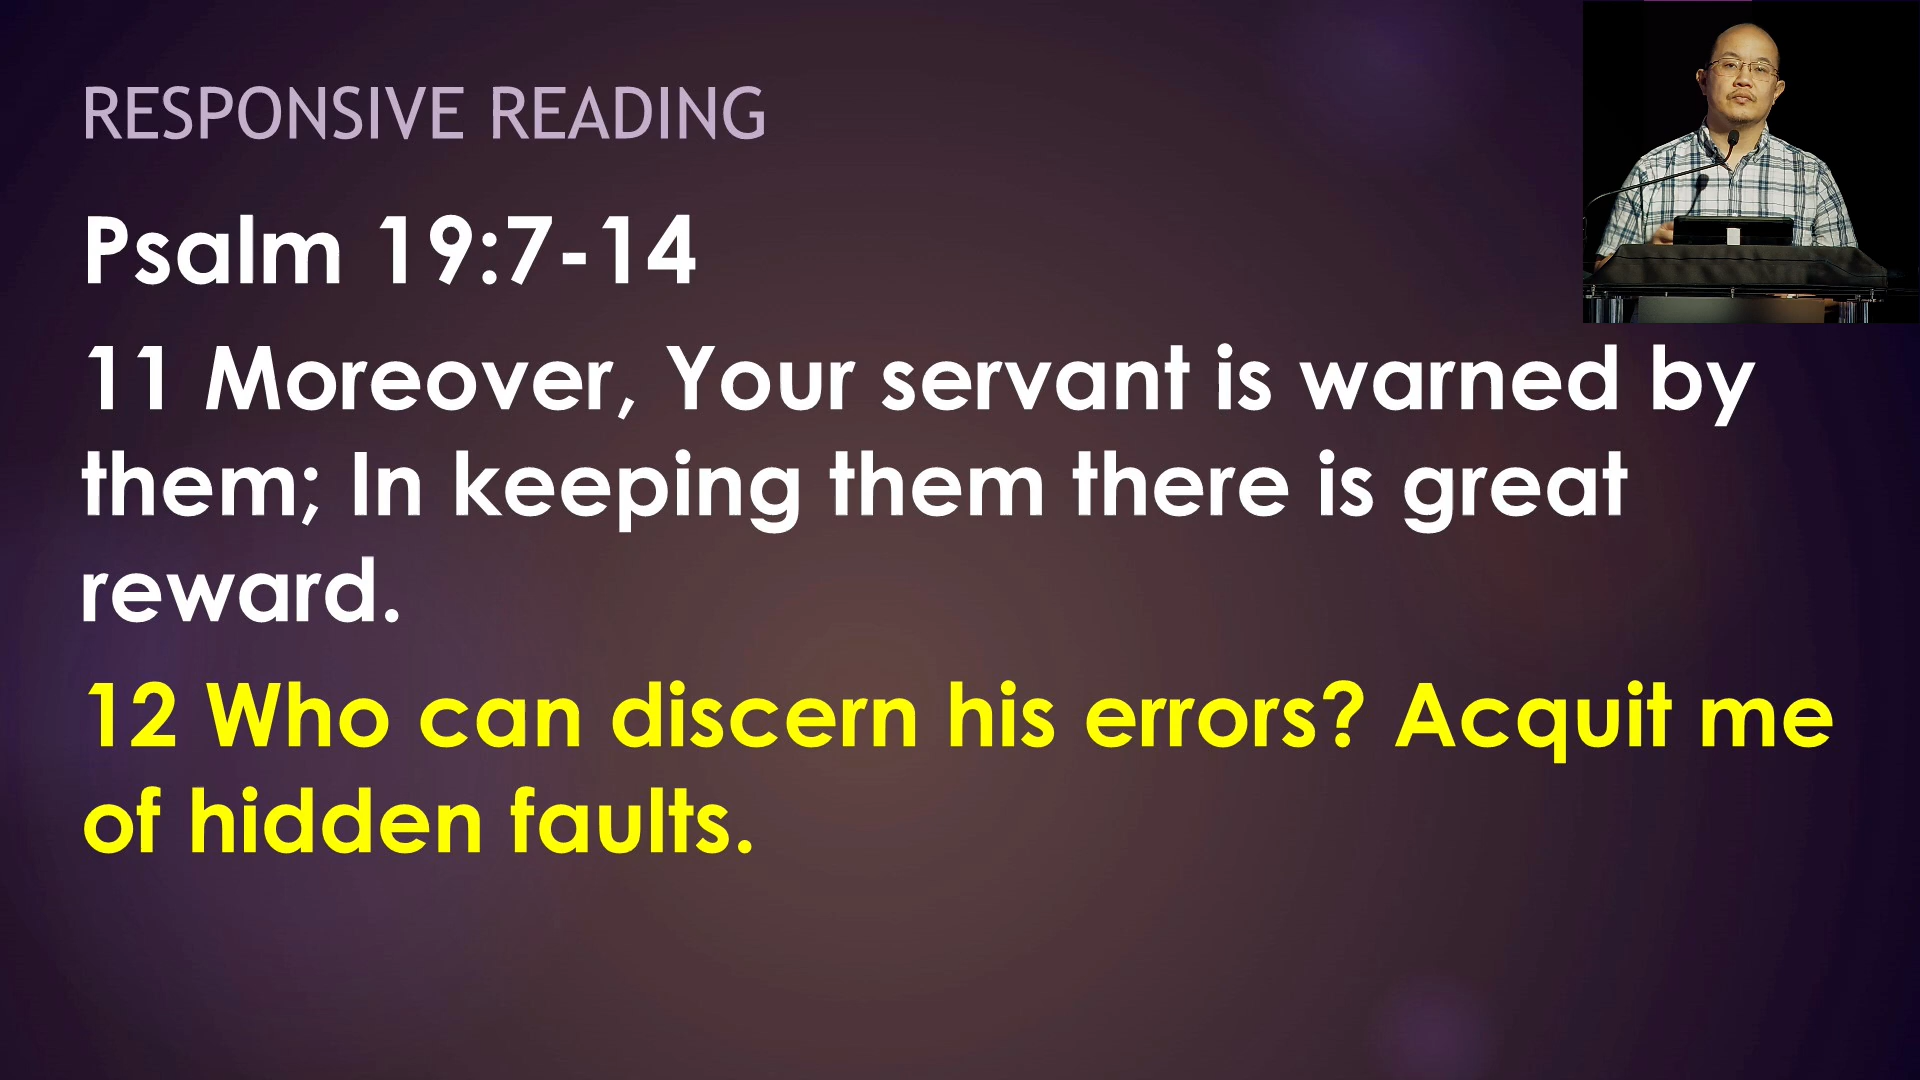 RESPONSIVE READING
Psalm 19:7-14
11 Moreover, Your servant is warned by
them; In keeping them there is great
reward.
12 Who can discern his errors? Acquit me
of hidden faults.